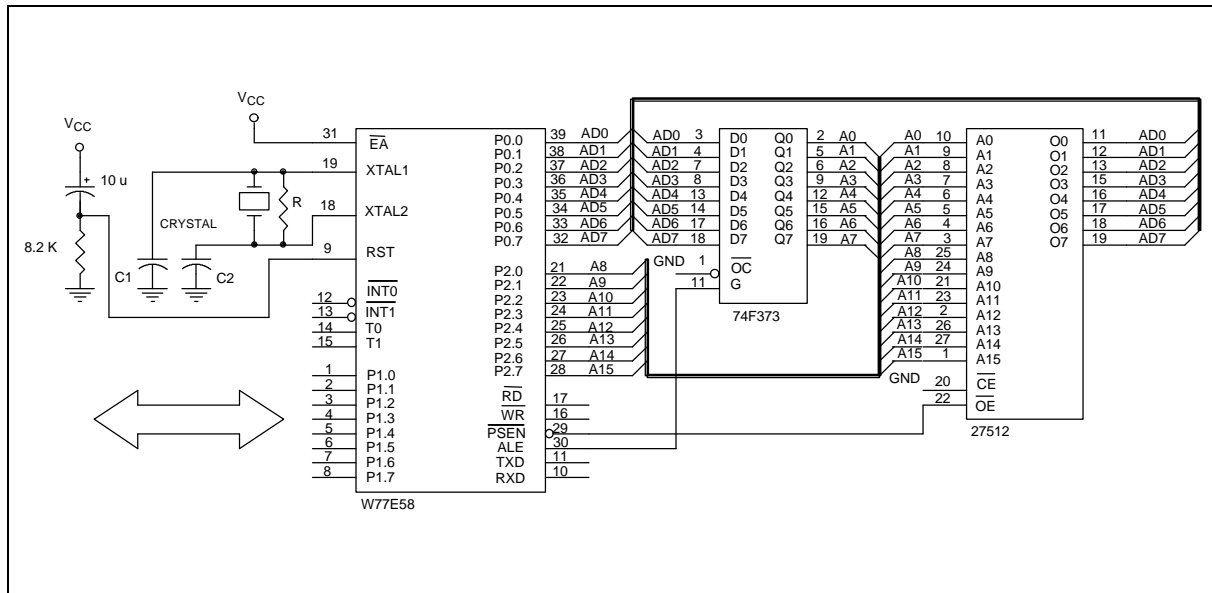 VCC
VCC
+
10 u
8.2 K
C1
C2
CRYSTAL
R
31
19
18
9
12
13
14
15
1
2
3
4
5
6
7
8
EA
XTAL1
XTAL2
RST
INT0
INT1
T0
T1
P1.0
P1.1
P1.2
P1.3
P1.4
P1.5
P1.6
P1.7
P0.0 39 AD0
P0.1 38 AD1
P0.2 37 AD2
P0.3 36 AD3
P0.4 35 AD4
P0.5 34 AD5
P0.6 33 AD6
P0.7 32 AD7
P2.0 21 A8
P2.1 22 A9
P2.2 23 A10
P2.3 24 A11
P2.4 25 A12
P2.5 26 A13
P2.6 27 A14
P2.7 28 A15
RD 17
WR 16
PSEN 29
ALE 30
TXD 11
RXD 10
W77E58
AD0 3 D0 Q0 2 A0
AD1 4 D1 Q1 5 A1
AD2 7 D2 Q2 6 A2
AD3 8 D3 Q3 9 A3
AD4 13 D4 Q4 12 A4
AD5 14 D5 Q5 15 A5
AD6 17 D6 Q6 16 A6
AD7 18 D7 Q7 19 A7
GND 1 OC
11 G
74F373
A0 10 A0 O0 11 AD0
A1 9 A1 O1 12 AD1
A2 8 A2 O2 13 AD2
A3 7 A3 O3 15 AD3
A4 6 A4 O4 16 AD4
A5 5 A5 O5 17 AD5
A6 4 A6 O6 18 AD6
A7 3 A7 O7 19 AD7
A8 25 A8
A9 24 A9
A10 21 A10
A11 23 A11
A12 2 A12
A13 26 A13
A14 27 A14
A15 1 A15
GND 20 CE
22 OE
27512